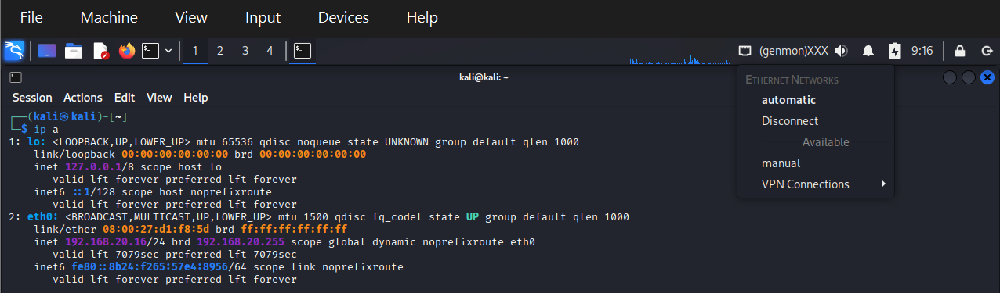 File Machine View Input Devices Help
1 2 3 4 (genmon)XXX 9:16
kali@kali: ~
Session Actions Edit View Help
┌──(kali㉿kali)-[~]
└─$ ip a
1: lo: <LOOPBACK,UP,LOWER_UP> mtu 65536 qdisc noqueue state UNKNOWN group default qlen 1000
link/loopback 00:00:00:00:00:00 brd 00:00:00:00:00:00
inet 127.0.0.1/8 scope host lo
valid_lft forever preferred_lft forever
inet6 ::1/128 scope host noprefixroute
valid_lft forever preferred_lft forever
2: eth0: <BROADCAST,MULTICAST,UP,LOWER_UP> mtu 1500 qdisc fq_codel state UP group default qlen 1000
link/ether 08:00:27:d1:f8:5d brd ff:ff:ff:ff:ff:ff
inet 192.168.20.16/24 brd 192.168.20.255 scope global dynamic noprefixroute eth0
valid_lft 7079sec preferred_lft 7079sec
inet6 fe80::8b24:f265:57e4:8956/64 scope link noprefixroute
valid_lft forever preferred_lft forever
Ethernet Networks
automatic
Disconnect
Available
manual
VPN Connections